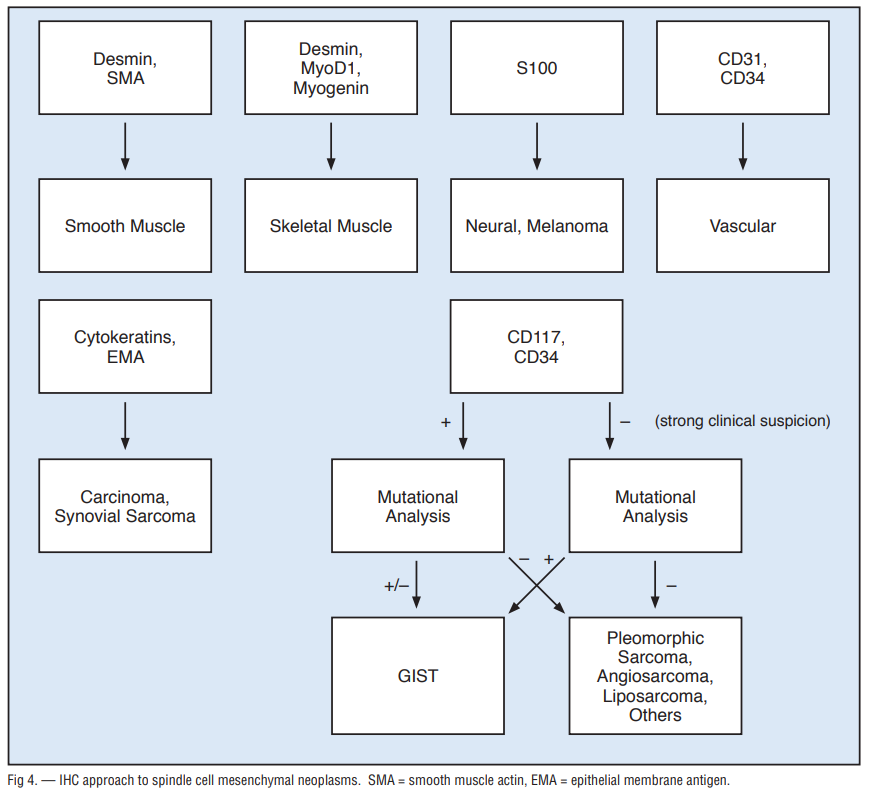 Desmin,
SMA
Desmin,
MyoD1,
Myogenin
S100
CD31,
CD34
Smooth Muscle
Skeletal Muscle
Neural, Melanoma
Vascular
Cytokeratins,
EMA
CD117,
CD34
+
–
(strong clinical suspicion)
Carcinoma,
Synovial Sarcoma
Mutational
Analysis
Mutational
Analysis
+/–
–
+
–
GIST
Pleomorphic
Sarcoma,
Angiosarcoma,
Liposarcoma,
Others
Fig 4. — IHC approach to spindle cell mesenchymal neoplasms. SMA = smooth muscle actin, EMA = epithelial membrane antigen.